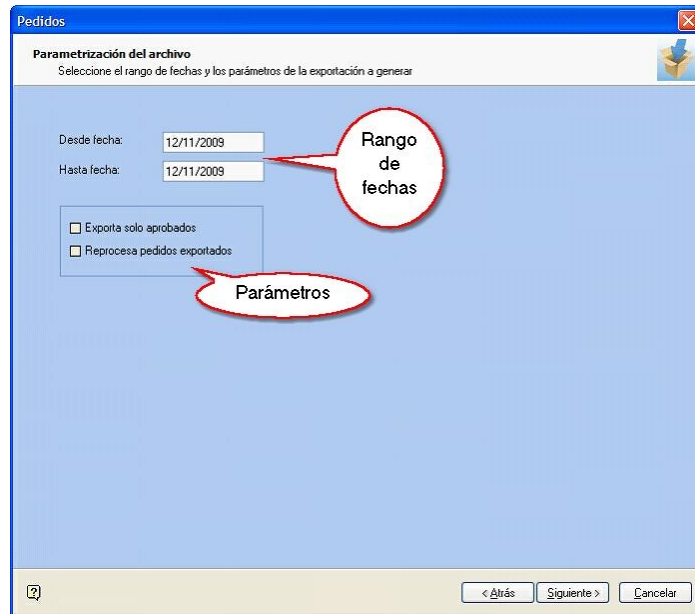 Pedidos
Parametrización del archivo
Seleccione el rango de fechas y los parámetros de la exportación a generar
Desde fecha: 12/11/2009
Hasta fecha: 12/11/2009
Rango
de
fechas
Exporta solo aprobados
Reprocesa pedidos exportados
Parámetros
< Atrás Siguiente > Cancelar